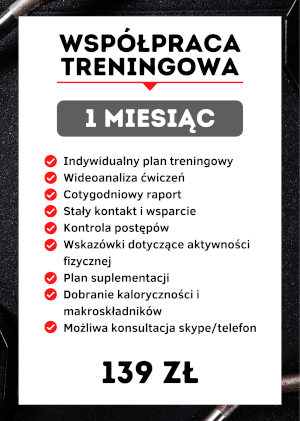 WSPÓŁPRACA
TRENINGOWA
1 MIESIĄC
Indywidualny plan treningowy
Wideoanaliza ćwiczeń
Cotygodniowy raport
Stały kontakt i wsparcie
Kontrola postępów
Wskazówki dotyczące aktywności
fizycznej
Plan suplementacji
Dobranie kaloryczności i
makroskładników
Możliwa konsultacja skype/telefon
139 ZŁ